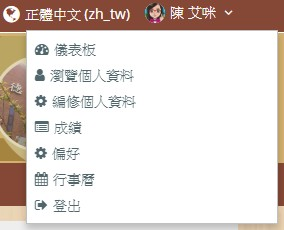 正體中文 (zh_tw) 陳 艾咪
儀表板
瀏覽個人資料
編修個人資料
成績
偏好
行事曆
登出